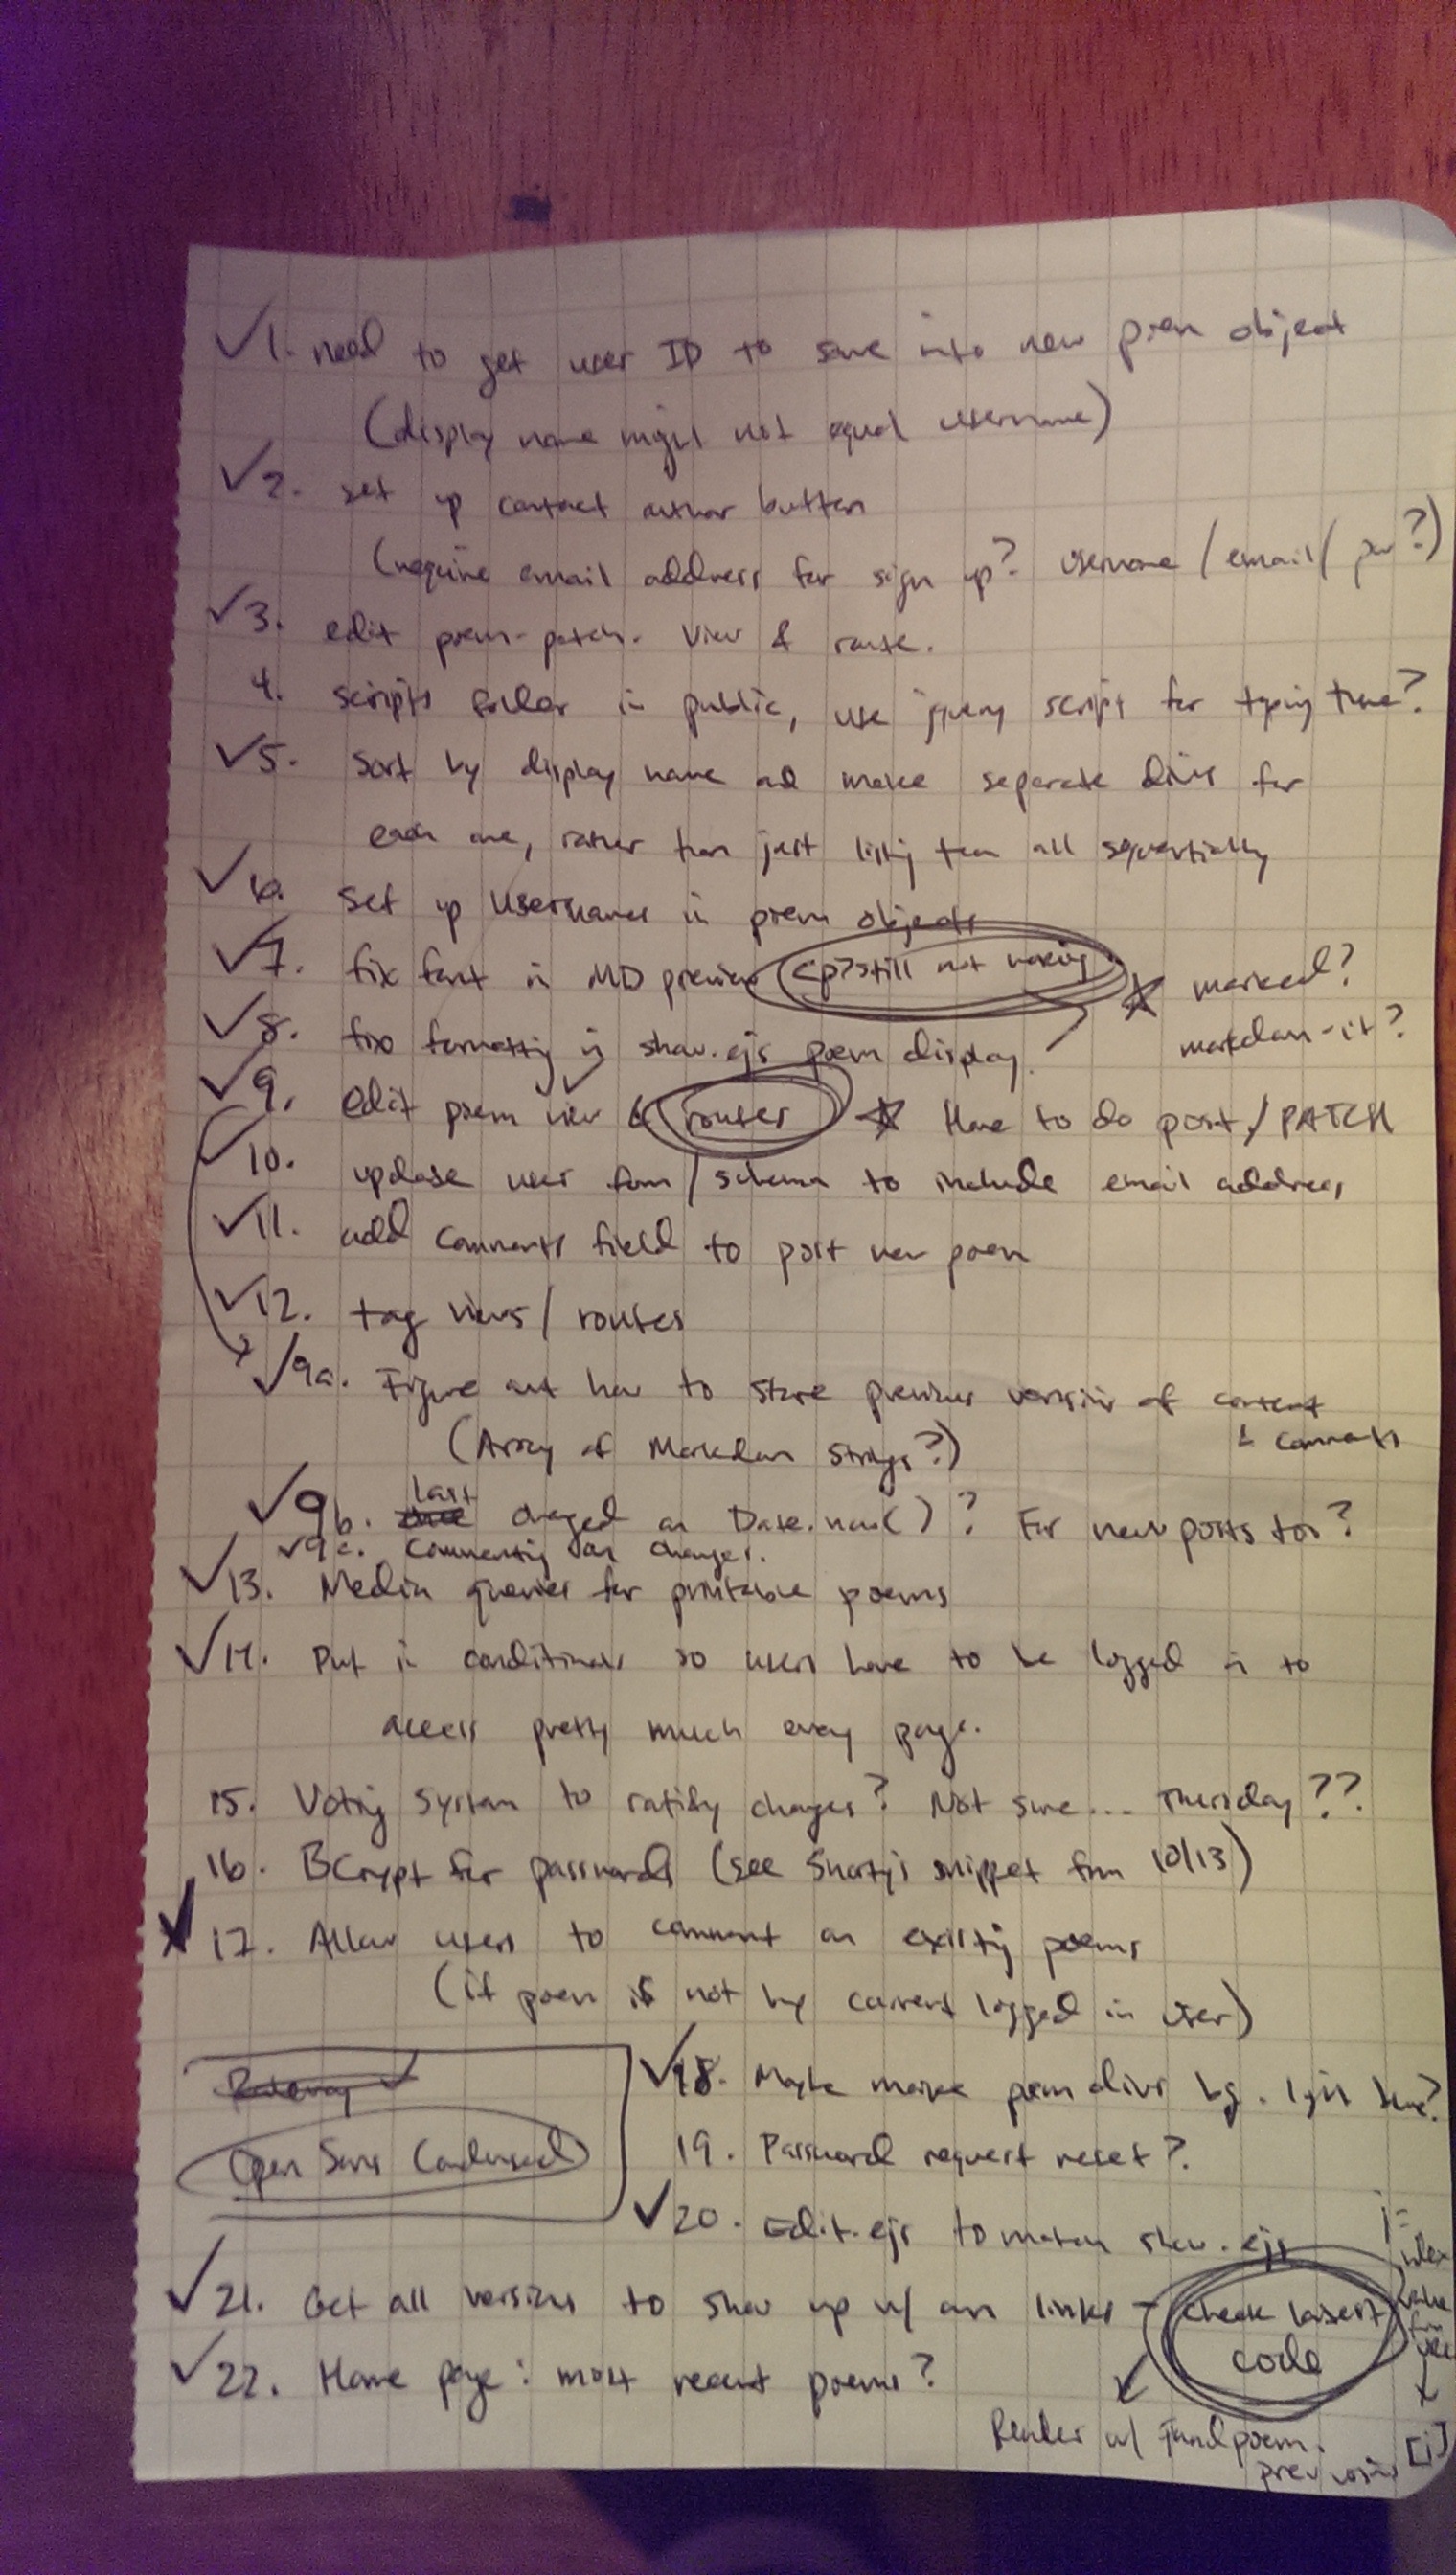 ✓1. need to get user ID to save into new poem object
(display name might not equal username)
✓2. set up contact author button
(require email address for sign up? username/email/pw?)
✓3. edit poem - patch. View & route.
4. scripts folder in public, use jquery script for typing time?
✓5. Sort by display name and make separate divs for
each one, rather than just listing them all sequentially
✓6. Set up usernames in poem objects
✓7. fix font in MD preview <p>? still not working ☆ marked?
markdown-it?
✓8. fix formatting in show.ejs poem display.
✓9. edit poem view & routes ☆ Have to do post/PATCH
✓10. update user form/schema to include email address
✓11. add comments field to post new poem
✓12. tag views/routes
✓9a. Figure out how to store previous versions of content
& comments
(Array of Markdown strings?)
✓9b. last changed as Date.now()? For new posts too?
✓9c. Commenting on changes.
✓13. Media queries for printable poems
✓14. Put in conditionals so users have to be logged in to
access pretty much every page.
15. Voting system to ratify changes? Not sure... Thursday??
16. BCrypt for passwords (see snippet from 10/13)
✓17. Allow users to comment on existing poems
(if poem is not by current logged in user)
Raleway
Open Sans Condensed
✓18. Maybe make poem divs bg. light blue?
19. Password request reset?
✓20. Edit.ejs to match show.ejs
✓21. Get all versions to show up w/ own links - check latest
code
j=
index
value
[j]
✓22. Home page: most recent poems?
Render w/ foundpoem.
prev versions